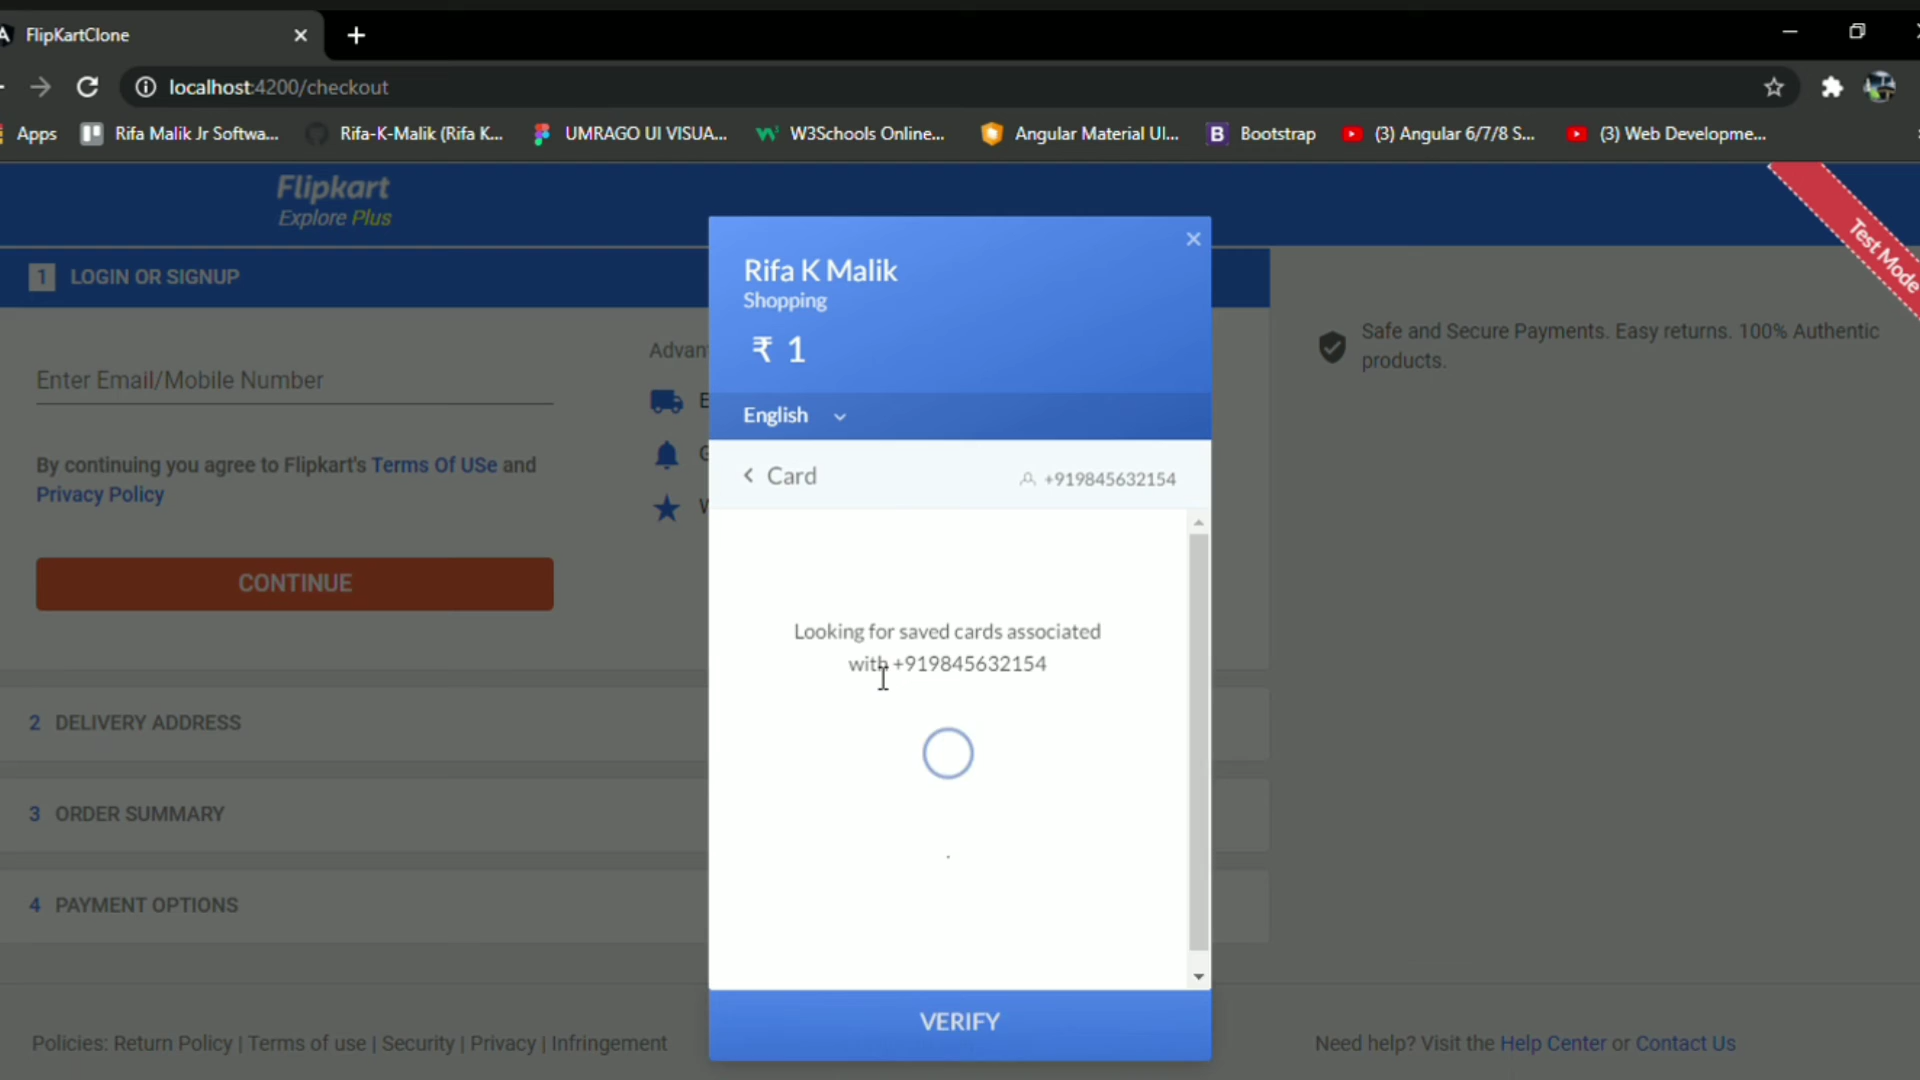 FlipKartClone
localhost:4200/checkout
Apps
Rifa Malik Jr Softwa...
Rifa-K-Malik (Rifa K...
UMRAGO UI VISUA...
W3Schools Online...
Angular Material UI...
B Bootstrap
(3) Angular 6/7/8 S...
(3) Web Developme...
Flipkart
Explore Plus
Test Mode
1 LOGIN OR SIGNUP
Enter Email/Mobile Number
By continuing you agree to Flipkart's Terms Of USe and
Privacy Policy
CONTINUE
Advan
E
G
W
Safe and Secure Payments. Easy returns. 100% Authentic
products.
Rifa K Malik
Shopping
₹ 1
English
Card
+919845632154
Looking for saved cards associated
with +919845632154
VERIFY
2 DELIVERY ADDRESS
3 ORDER SUMMARY
4 PAYMENT OPTIONS
Policies: Return Policy | Terms of use | Security | Privacy | Infringement
Need help? Visit the Help Center or Contact Us